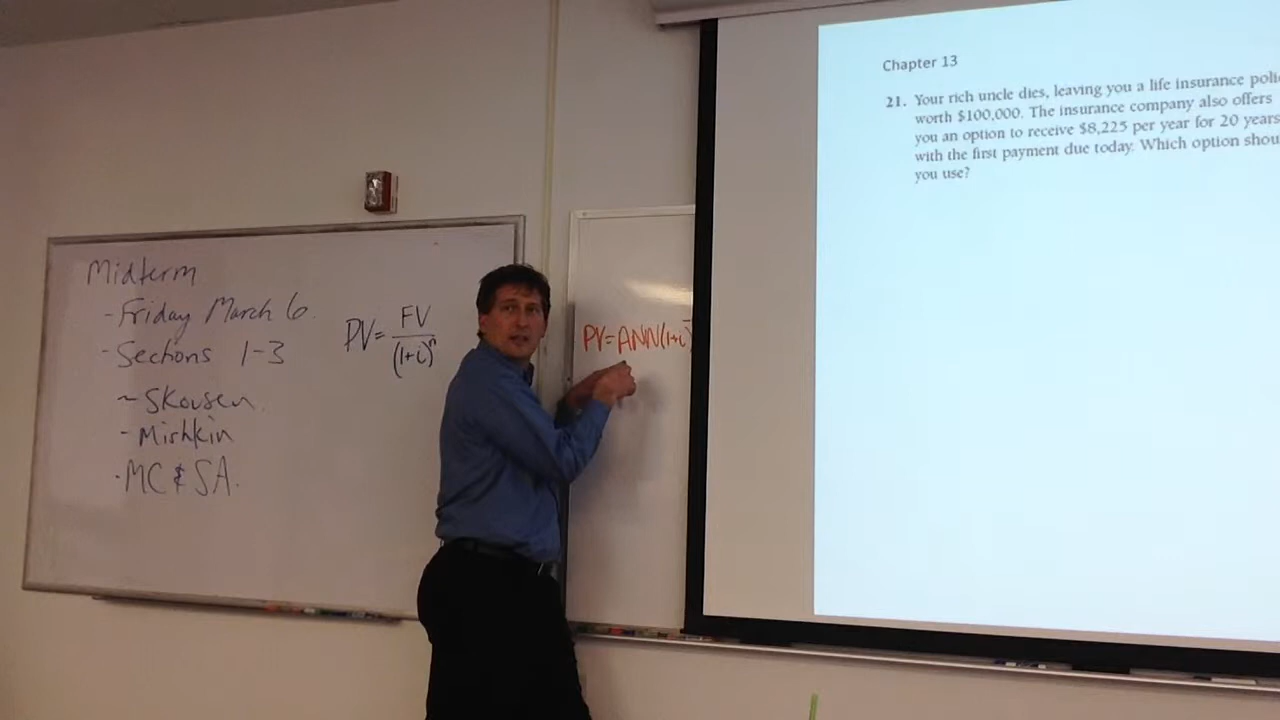 Midterm
- Friday March 6.
- Sections 1-3
~ Skousen.
- Mishkin
· MC & SA.
PV = FV / (1+i)^n
PV=ANN(1+i)^-
Chapter 13
21. Your rich uncle dies, leaving you a life insurance
worth $100,000. The insurance company also offers
you an option to receive $8,225 per year for 20 years
with the first payment due today. Which option
you use?